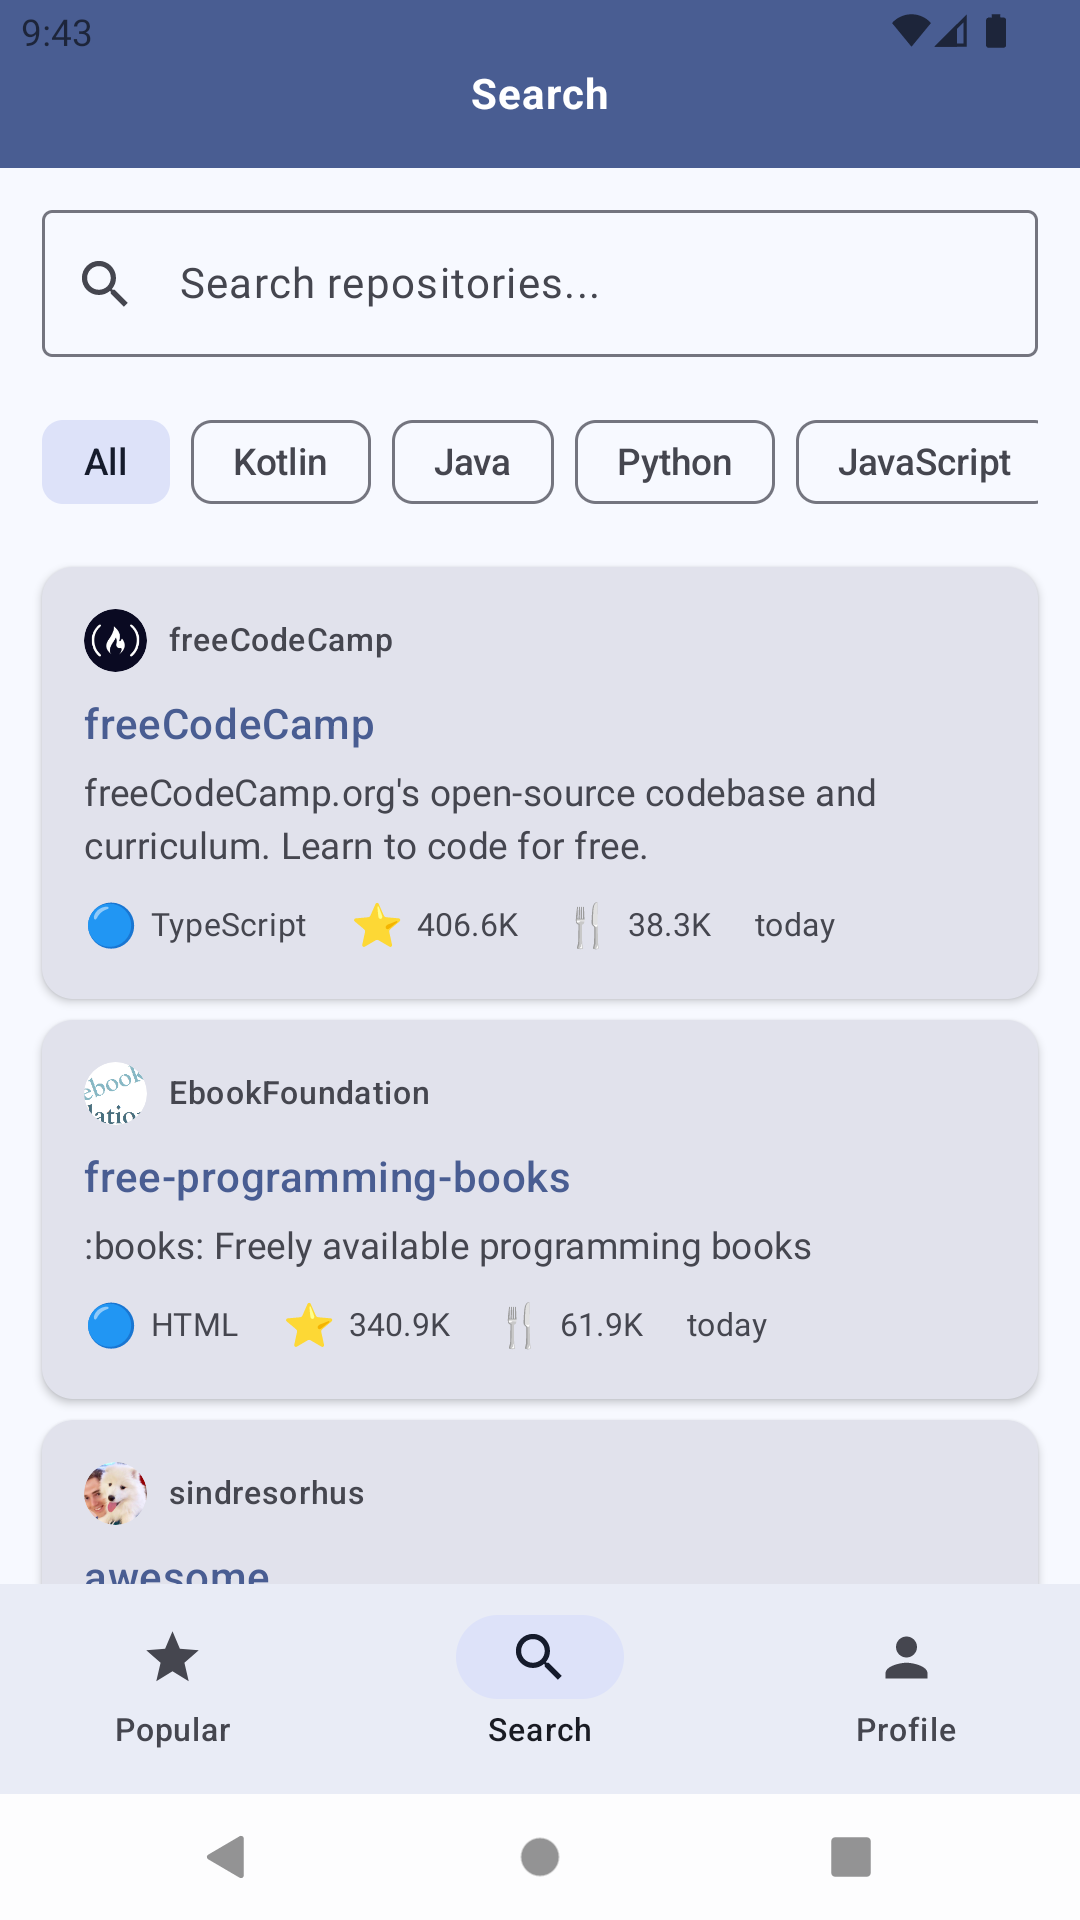 9:43
Search
Search repositories...
All
Kotlin
Java
Python
JavaScript
freeCodeCamp
freeCodeCamp
freeCodeCamp.org's open-source codebase and
curriculum. Learn to code for free.
TypeScript 406.6K 38.3K today
ebook
datio
EbookFoundation
free-programming-books
:books: Freely available programming books
HTML 340.9K 61.9K today
sindresorhus
awesome
Popular
Search
Profile